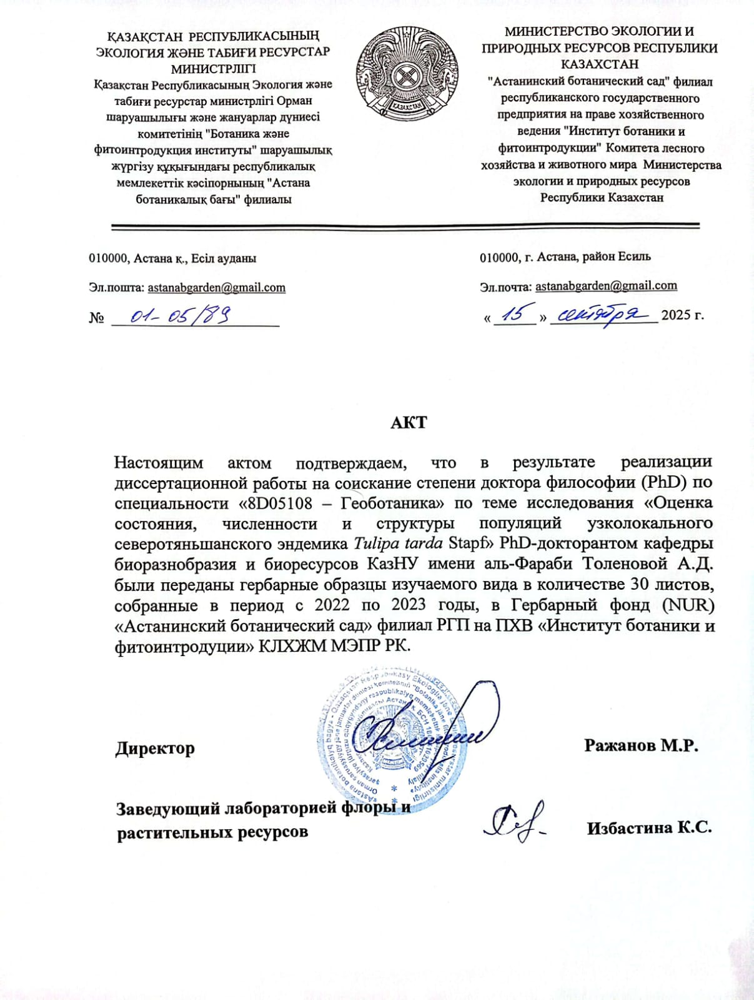 ҚАЗАҚСТАН РЕСПУБЛИКАСЫНЫҢ
ЭКОЛОГИЯ ЖӘНЕ ТАБИҒИ РЕСУРСТАР
МИНИСТРЛІГІ
Қазақстан Республикасының Экология және
табиғи ресурстар министрлігі Орман
шаруашылығы және жануарлар дүниесі
комитетінің "Ботаника және
фитоинтродукция институты" шаруашылық
жүргізу құқығындағы республикалық
мемлекеттік кәсіпорнының "Астана
ботаникалық бағы" филиалы
ҚАЗАҚСТАН
МИНИСТЕРСТВО ЭКОЛОГИИ И
ПРИРОДНЫХ РЕСУРСОВ РЕСПУБЛИКИ
КАЗАХСТАН
"Астанинский ботанический сад" филиал
республиканского государственного
предприятия на праве хозяйственного
ведения "Институт ботаники и
фитоинтродукции" Комитета лесного
хозяйства и животного мира Министерства
экологии и природных ресурсов
Республики Казахстан
010000, Астана қ., Есіл ауданы
Эл.пошта: astanabgarden@gmail.com
№ 01-05/89
010000, г. Астана, район Есиль
Эл.почта: astanabgarden@gmail.com
« 15 » сентября 2025 г.
АКТ
Настоящим актом подтверждаем, что в результате реализации
диссертационной работы на соискание степени доктора философии (PhD) по
специальности «8D05108 – Геоботаника» по теме исследования «Оценка
состояния, численности и структуры популяций узколокального
северотяньшанского эндемика Tulipa tarda Stapf» PhD-докторантом кафедры
биоразнобразия и биоресурсов КазНУ имени аль-Фараби Толеновой А.Д.
были переданы гербарные образцы изучаемого вида в количестве 30 листов,
собранные в период с 2022 по 2023 годы, в Гербарный фонд (NUR)
«Астанинский ботанический сад» филиал РГП на ПХВ «Институт ботаники и
фитоинтродуции» КЛХЖМ МЭПР РК.
Директор
Ражанов М.Р.
Заведующий лабораторией флоры и
растительных ресурсов
Избастина К.С.